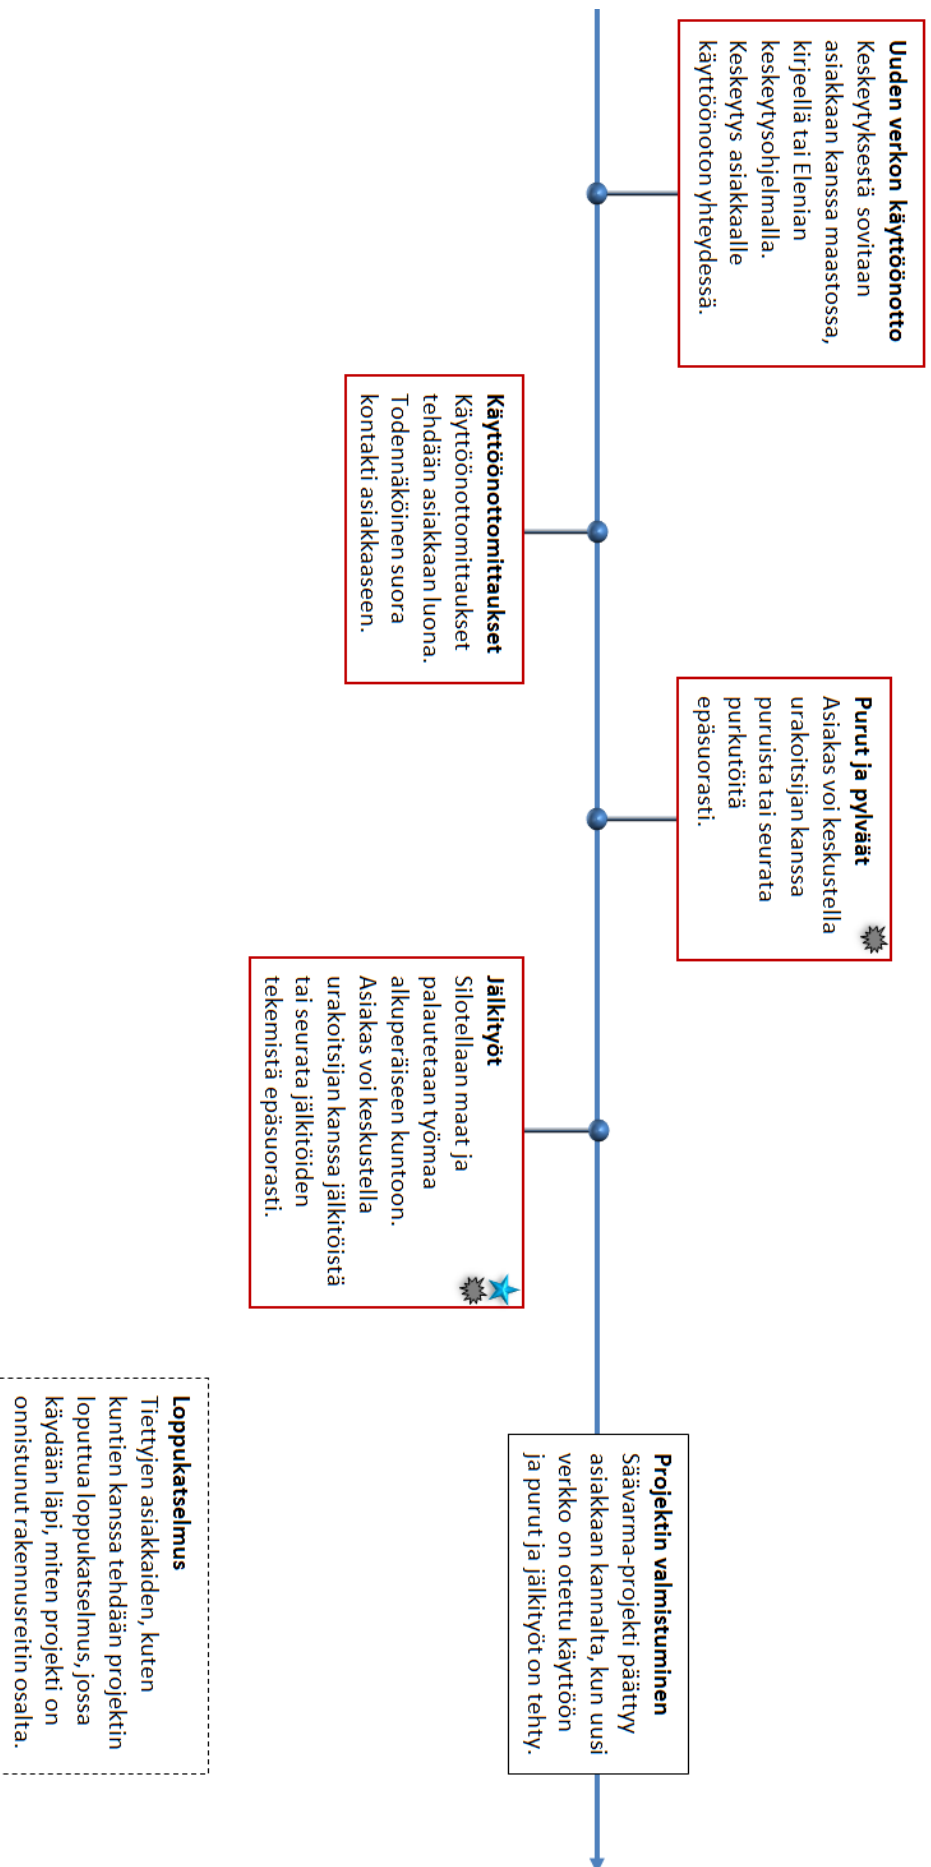 Uuden verkon käyttöönotto
Keskeytyksestä sovitaan
asiakkaan kanssa maastossa,
kirjeellä tai Elenian
keskeytysohjelmalla.
Keskeytys asiakkaalle
käyttöönoton yhteydessä.
Käyttöönottomittaukset
Käyttöönottomittaukset
tehdään asiakkaan luona.
Todennäköinen suora
kontakti asiakkaaseen.
Purut ja pylväät
Asiakas voi keskustella
urakoitsijan kanssa
puruista tai seurata
purkutöitä
epäsuorasti.
Jälkityöt
Silotellaan maat ja
palautetaan työmaa
alkuperäiseen kuntoon.
Asiakas voi keskustella
urakoitsijan kanssa jälkitöistä
tai seurata jälkitöiden
tekemistä epäsuorasti.
Projektin valmistuminen
Säävarma-projekti päättyy
asiakkaan kannalta, kun uusi
verkko on otettu käyttöön
ja purut ja jälkityöt on tehty.
Loppukatselmus
Tiettyjen asiakkaiden, kuten
kuntien kanssa tehdään projektin
loputtua loppukatselmus, jossa
käydään läpi, miten projekti on
onnistunut rakennusreitin osalta.